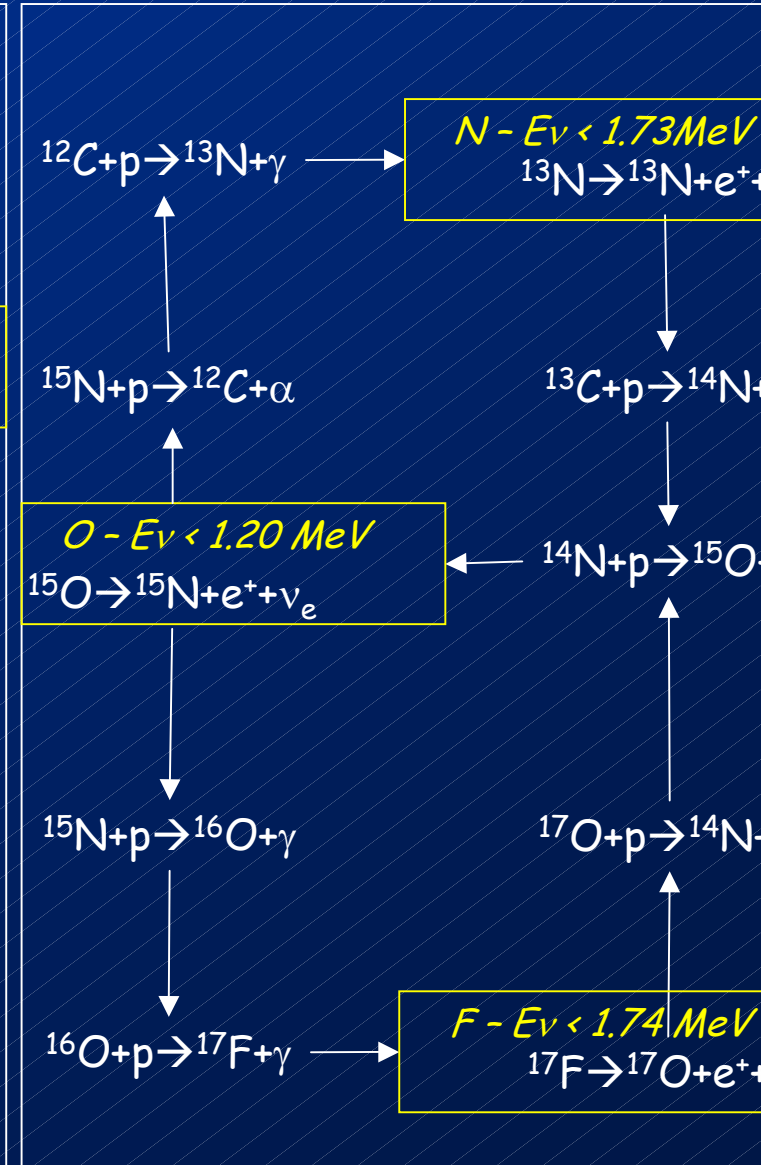 ¹²C+p→¹³N+γ
N - Eν < 1.73MeV
¹³N→¹³N+e⁺+
¹⁵N+p→¹²C+α
¹³C+p→¹⁴N+
O - Eν < 1.20 MeV
¹⁵O→¹⁵N+e⁺+νₑ
¹⁴N+p→¹⁵O+
¹⁵N+p→¹⁶O+γ
¹⁷O+p→¹⁴N+
¹⁶O+p→¹⁷F+γ
F - Eν < 1.74 MeV
¹⁷F→¹⁷O+e⁺+